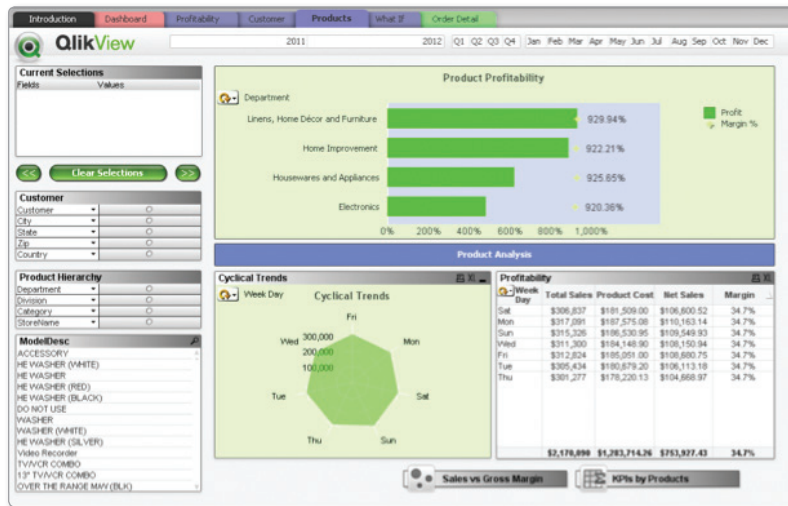 Introduction Dashboard Profitability Customer Products What If Order Detail
QlikView
2011 2012 Q1 Q2 Q3 Q4 Jan Feb Mar Apr May Jun Jul Aug Sep Oct Nov Dec
Current Selections
Fields Values
<< Clear Selections >>
Customer
Customer
City
State
Zip
Country
Product Hierarchy
Department
Division
Category
StoreName
ModelDesc
ACCESSORY
HE WASHER (WHITE)
HE WASHER
HE WASHER (RED)
HE WASHER (BLACK)
DO NOT USE
WASHER
WASHER (WHITE)
HE WASHER (SILVER)
Video Recorder
TV/VCR COMBO
13" TV/VCR COMBO
OVER THE RANGE MWV (BLK)
Product Profitability
Department
Linens, Home Décor and Furniture 929.94%
Home Improvement 922.21%
Housewares and Appliances 925.65%
Electronics 920.36%
0% 200% 400% 600% 800% 1,000%
Profit
Margin %
Product Analysis
Cyclical Trends
Week Day
Cyclical Trends
Fri
Wed 300,000 Mon
200,000
100,000
Tue Sat
Thu Sun
Profitability XL
Week Day Total Sales Product Cost Net Sales Margin
Sat $306,837 $181,509.00 $106,600.52 34.7%
Mon $317,091 $187,575.08 $110,163.14 34.7%
Sun $315,326 $186,530.95 $109,549.93 34.7%
Wed $311,300 $184,148.90 $108,150.94 34.7%
Fri $312,824 $185,051.00 $108,680.75 34.7%
Tue $305,434 $180,679.20 $106,113.18 34.7%
Thu $301,277 $178,220.13 $104,668.97 34.7%
$2,170,090 $1,283,714.26 $753,927.43 34.7%
Sales vs Gross Margin
KPIs by Products